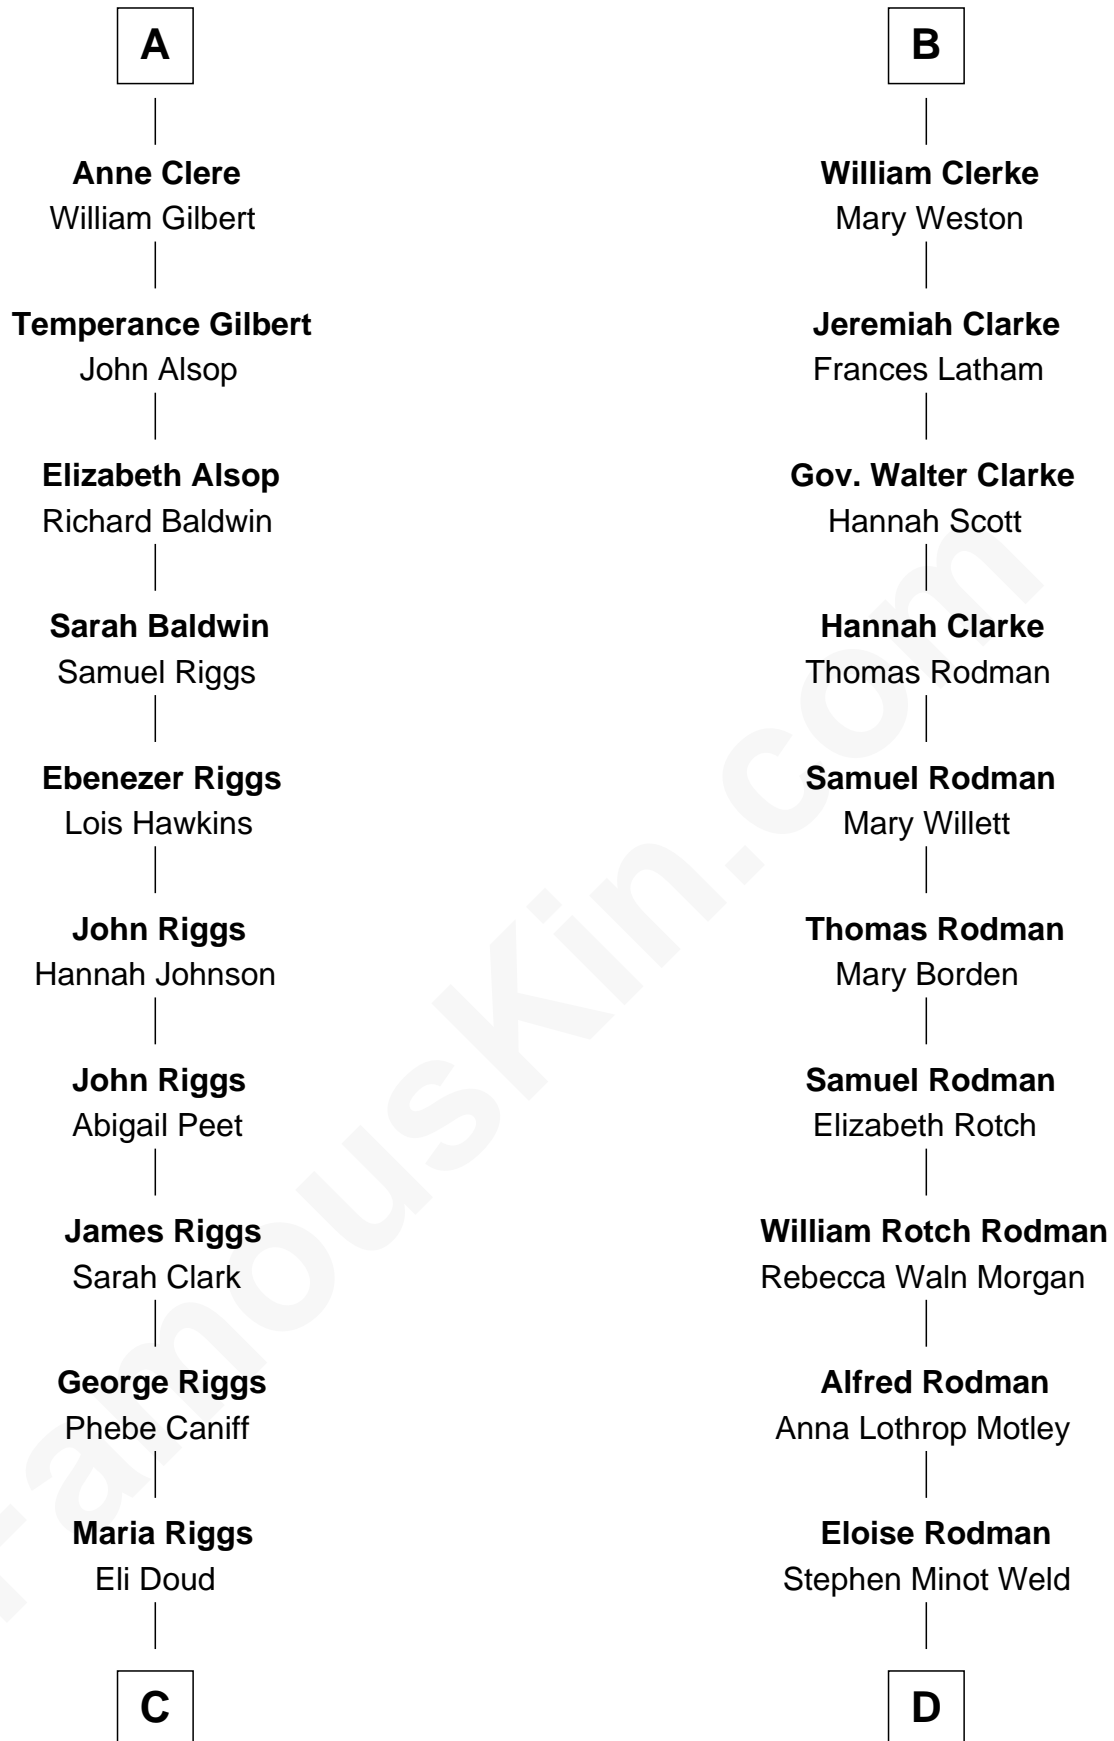 A
Anne Clere
William Gilbert
Temperance Gilbert
John Alsop
Elizabeth Alsop
Richard Baldwin
Sarah Baldwin
Samuel Riggs
Ebenezer Riggs
Lois Hawkins
John Riggs
Hannah Johnson
John Riggs
Abigail Peet
James Riggs
Sarah Clark
George Riggs
Phebe Caniff
Maria Riggs
Eli Doud
C
B
William Clerke
Mary Weston
Jeremiah Clarke
Frances Latham
Gov. Walter Clarke
Hannah Scott
Hannah Clarke
Thomas Rodman
Samuel Rodman
Mary Willett
Thomas Rodman
Mary Borden
Samuel Rodman
Elizabeth Rotch
William Rotch Rodman
Rebecca Waln Morgan
Alfred Rodman
Anna Lothrop Motley
Eloise Rodman
Stephen Minot Weld
D
FamousKin.com